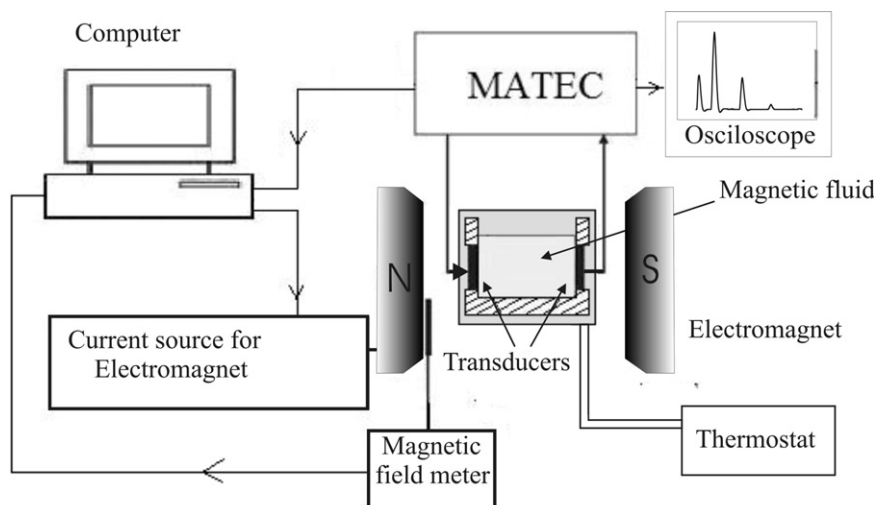 Computer
MATEC
Osciloscope
Magnetic fluid
N
S
Electromagnet
Current source for
Electromagnet
Transducers
Thermostat
Magnetic
field meter